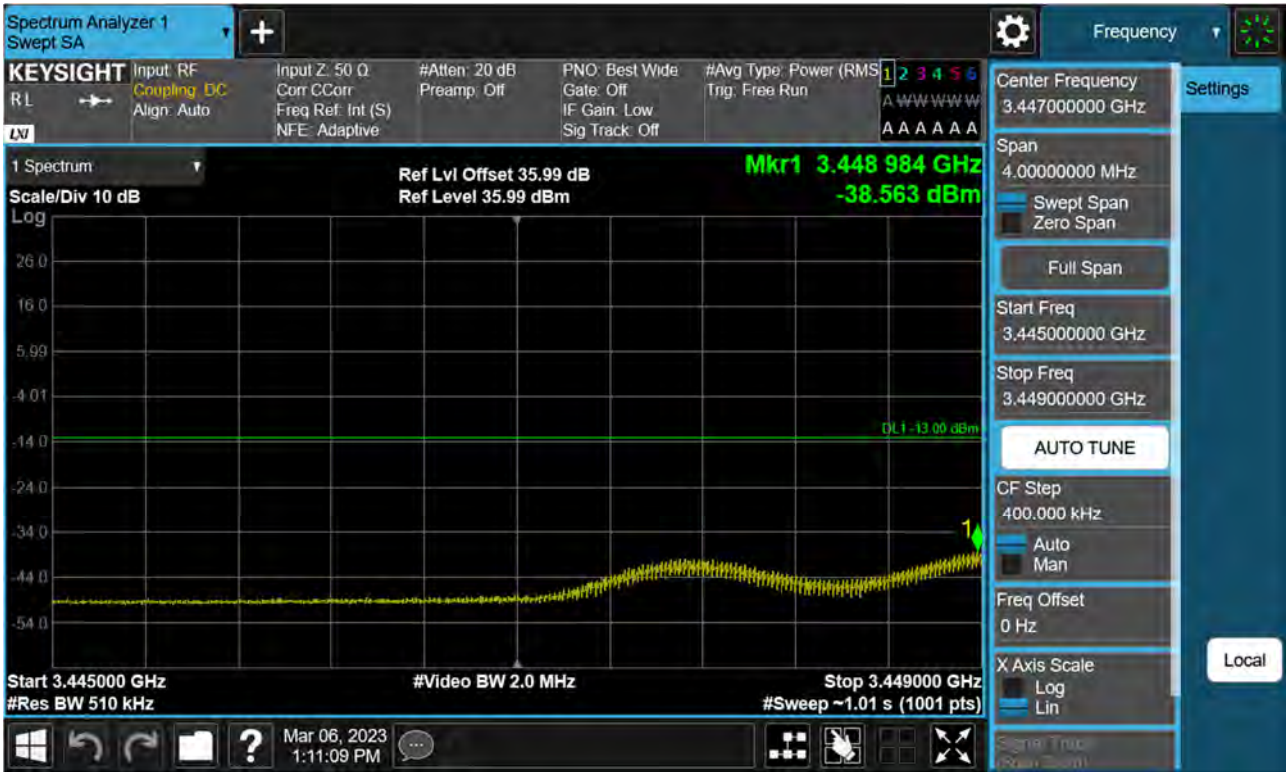 Spectrum Analyzer 1
Swept SA
+
Frequency
KEYSIGHT
RL
LXI
Input: RF
Coupling: DC
Align: Auto
Input Z: 50 Ω
Corr CCorr
Freq Ref: Int (S)
NFE: Adaptive
#Atten: 20 dB
Preamp: Off
PNO: Best Wide
Gate: Off
IF Gain: Low
Sig Track: Off
#Avg Type: Power (RMS
Trig: Free Run
1 2 3 4 5 6
A W W W W W
A A A A A A
Center Frequency
3.447000000 GHz
Settings
Span
4.00000000 MHz
Swept Span
Zero Span
Full Span
Start Freq
3.445000000 GHz
Stop Freq
3.449000000 GHz
AUTO TUNE
CF Step
400.000 kHz
Auto
Man
Freq Offset
0 Hz
X Axis Scale
Log
Lin
Local
1 Spectrum
Scale/Div 10 dB
Ref Lvl Offset 35.99 dB
Ref Level 35.99 dBm
Mkr1 3.448 984 GHz
-38.563 dBm
Log
26.0
16.0
5.99
-4.01
DL1 -13.00 dBm
-14.0
-24.0
-34.0
1
-44.0
-54.0
Start 3.445000 GHz
#Video BW 2.0 MHz
Stop 3.449000 GHz
#Res BW 510 kHz
#Sweep ~1.01 s (1001 pts)
?
Mar 06, 2023
1:11:09 PM